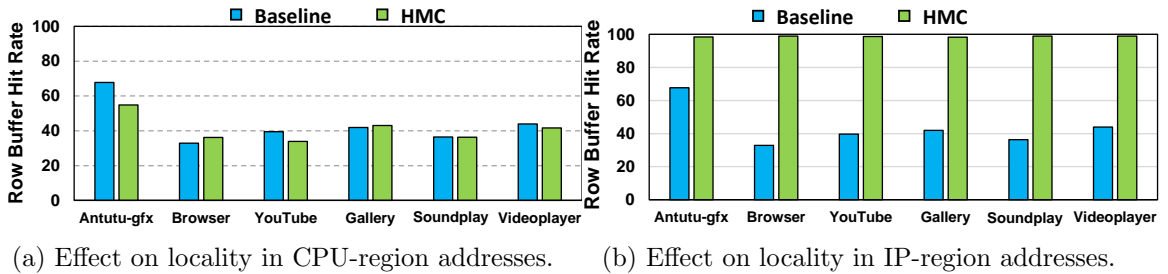 Baseline HMC
Row Buffer Hit Rate
100
80
60
40
20
0
Antutu-gfx Browser YouTube Gallery Soundplay Videoplayer
(a) Effect on locality in CPU-region addresses.
Baseline HMC
Row Buffer Hit Rate
100
80
60
40
20
0
Antutu-gfx Browser YouTube Gallery Soundplay Videoplayer
(b) Effect on locality in IP-region addresses.